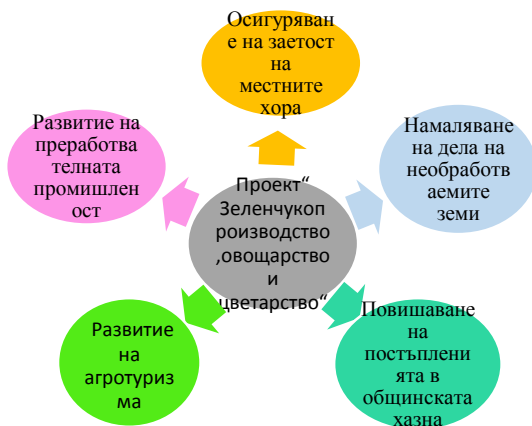 Осигуряван
е на заетост
на
местните
хора
Развитие на
преработва
телната
промишлен
ост
Намаляване
на дела на
необработв
аемите
земи
Проект“
Зеленчукоп
роизводство
,овощарство
и
цветарство“
Развитие
на
агротуриз
ма
Повишаване
на
постъплени
ята в
общинската
хазна